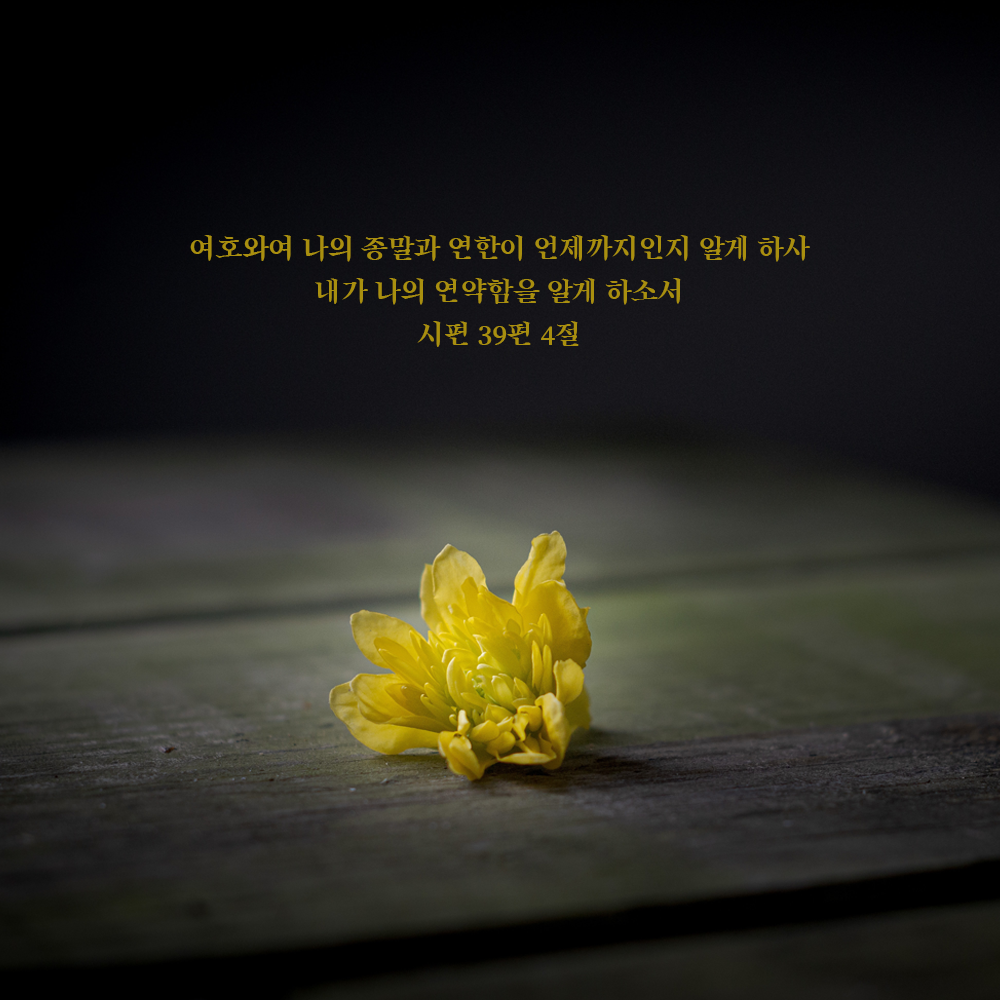 여호와여 나의 종말과 연한이 언제까지인지 알게 하사
내가 나의 연약함을 알게 하소서
시편 39편 4절